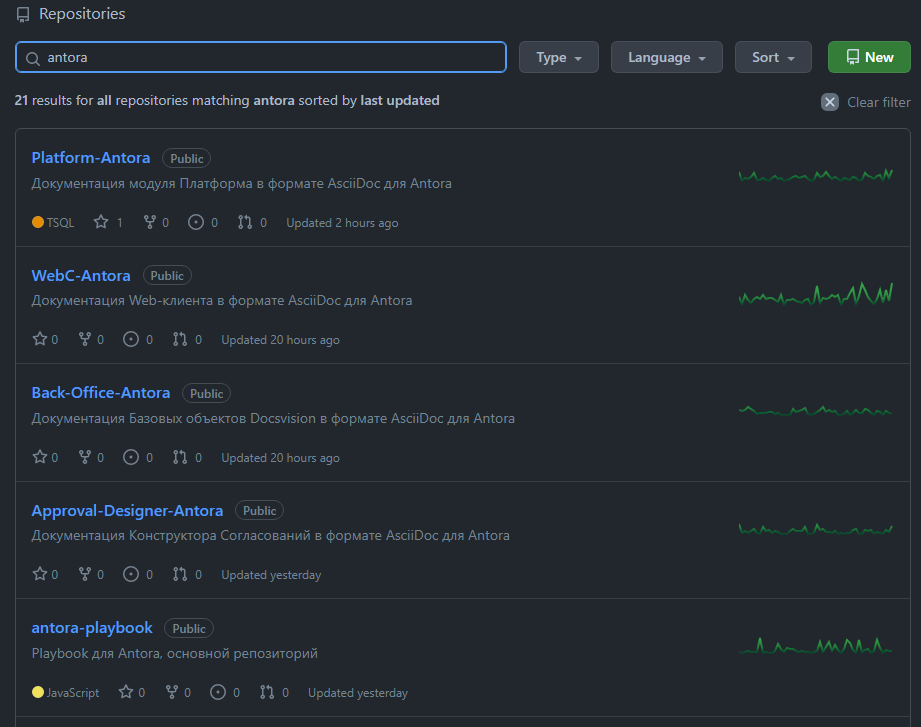 Repositories
antora
Type
Language
Sort
New
21 results for all repositories matching antora sorted by last updated
Clear filter
Platform-Antora Public
Документация модуля Платформа в формате AsciiDoc для Antora
TSQL 1 0 0 0 Updated 2 hours ago
WebC-Antora Public
Документация Web-клиента в формате AsciiDoc для Antora
0 0 0 0 Updated 20 hours ago
Back-Office-Antora Public
Документация Базовых объектов Docsvision в формате AsciiDoc для Antora
0 0 0 0 Updated 20 hours ago
Approval-Designer-Antora Public
Документация Конструктора Согласований в формате AsciiDoc для Antora
0 0 0 0 Updated yesterday
antora-playbook Public
Playbook для Antora, основной репозиторий
JavaScript 0 0 0 0 Updated yesterday